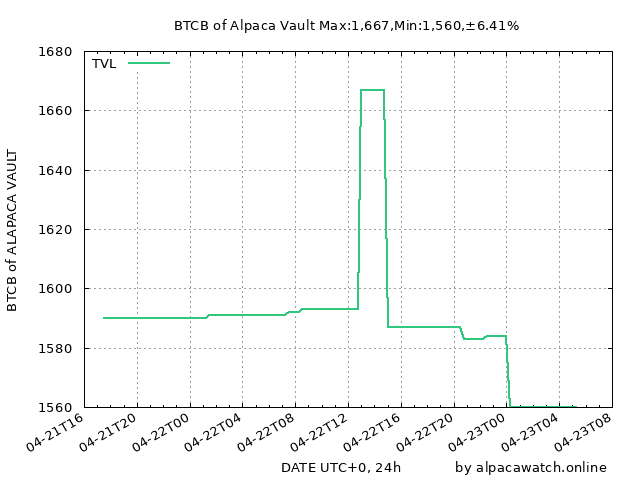 BTCB of Alpaca Vault Max:1,667,Min:1,560,±6.41%
TVL
1680
1660
1640
1620
1600
1580
1560
BTCB of ALAPACA VAULT
04-21T16
04-21T20
04-22T00
04-22T04
04-22T08
04-22T12
04-22T16
04-22T20
04-23T00
04-23T04
04-23T08
DATE UTC+0, 24h
by alpacawatch.online